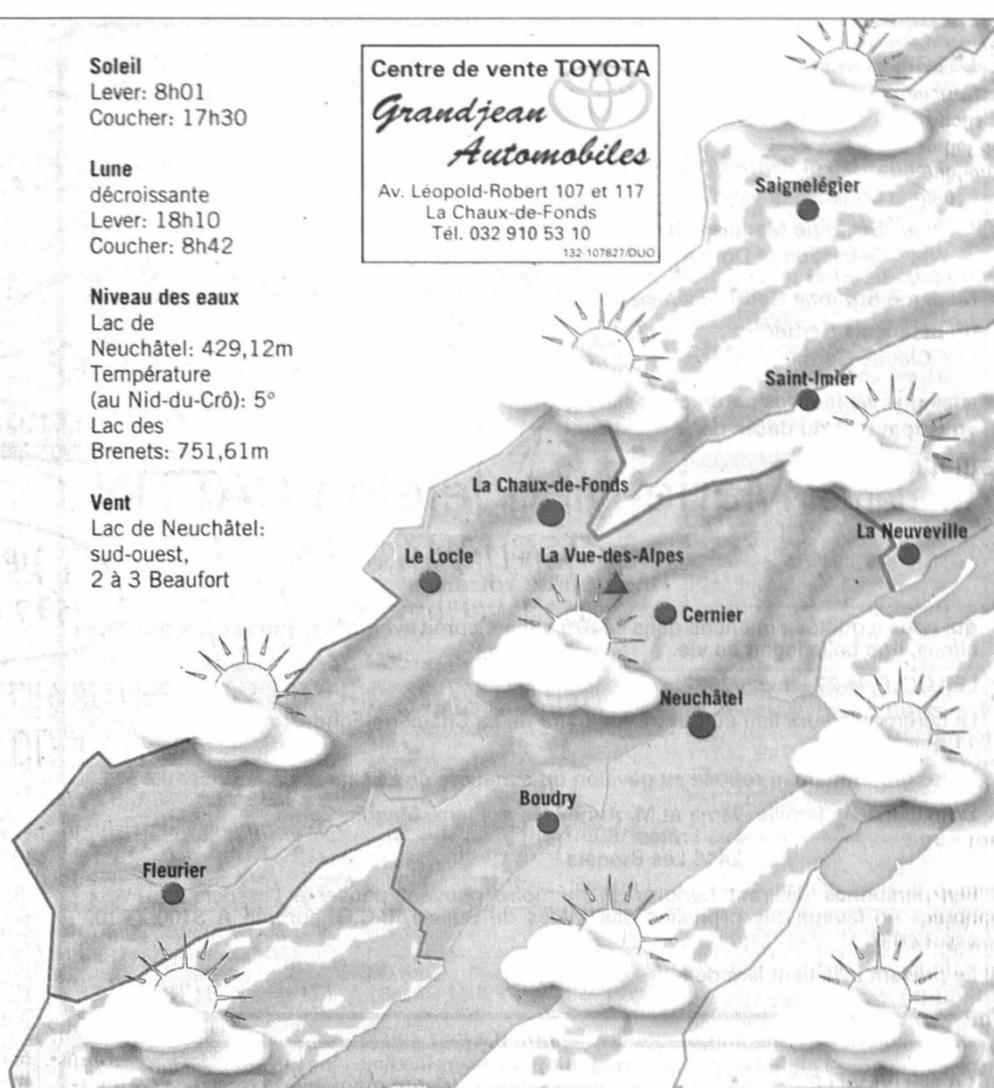 Soleil
Lever: 8h01
Coucher: 17h30
Lune
décroissante
Lever: 18h10
Coucher: 8h42
Niveau des eaux
Lac de
Neuchâtel: 429,12m
Température
(au Nid-du-Crô): 5°
Lac des
Brenets: 751,61m
Vent
Lac de Neuchâtel:
sud-ouest,
2 à 3 Beaufort
Centre de vente TOYOTA
Grandjean
Automobiles
Av. Léopold-Robert 107 et 117
La Chaux-de-Fonds
Tél. 032 910 53 10
132-107827/DUO
Saignelégier
Saint-Imier
La Chaux-de-Fonds
La Neuveville
Le Locle
La Vue-des-Alpes
Cernier
Neuchâtel
Boudry
Fleurier